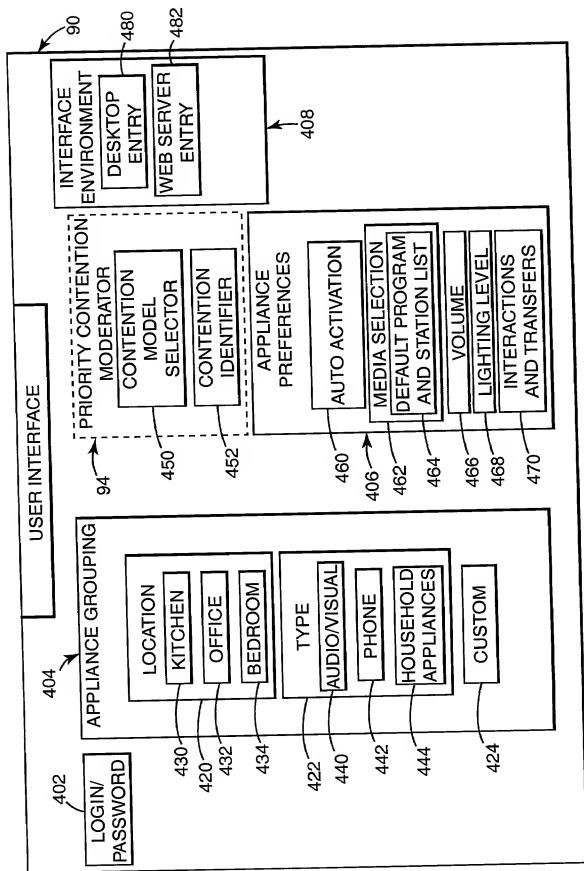 USER INTERFACE
90
402
LOGIN/
PASSWORD
404
APPLIANCE GROUPING
LOCATION
KITCHEN
OFFICE
BEDROOM
430
420
432
434
TYPE
AUDIO/VISUAL
PHONE
HOUSEHOLD
APPLIANCES
422
440
442
444
CUSTOM
424
PRIORITY CONTENTION
MODERATOR
CONTENTION
MODEL
SELECTOR
CONTENTION
IDENTIFIER
94
450
452
APPLIANCE
PREFERENCES
AUTO ACTIVATION
MEDIA SELECTION
DEFAULT PROGRAM
AND STATION LIST
VOLUME
LIGHTING LEVEL
INTERACTIONS
AND TRANSFERS
460
406
462
464
466
468
470
INTERFACE
ENVIRONMENT
DESKTOP
ENTRY
WEB SERVER
ENTRY
480
482
408